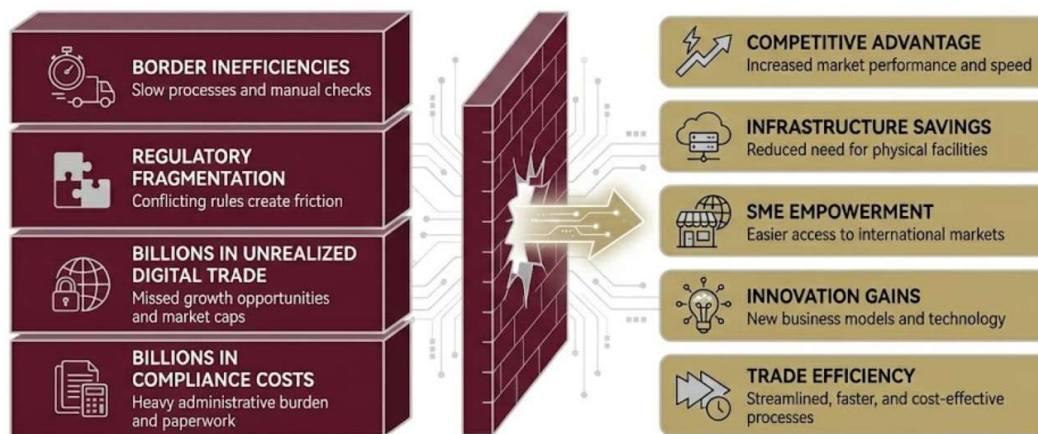 BORDER INEFFICIENCIES
Slow processes and manual checks
REGULATORY
FRAGMENTATION
Conflicting rules create friction
BILLIONS IN UNREALIZED
DIGITAL TRADE
Missed growth opportunities
and market caps
BILLIONS IN
COMPLIANCE COSTS
Heavy administrative burden
and paperwork
COMPETITIVE ADVANTAGE
Increased market performance and speed
INFRASTRUCTURE SAVINGS
Reduced need for physical facilities
SME EMPOWERMENT
Easier access to international markets
INNOVATION GAINS
New business models and technology
TRADE EFFICIENCY
Streamlined, faster, and cost-effective
processes